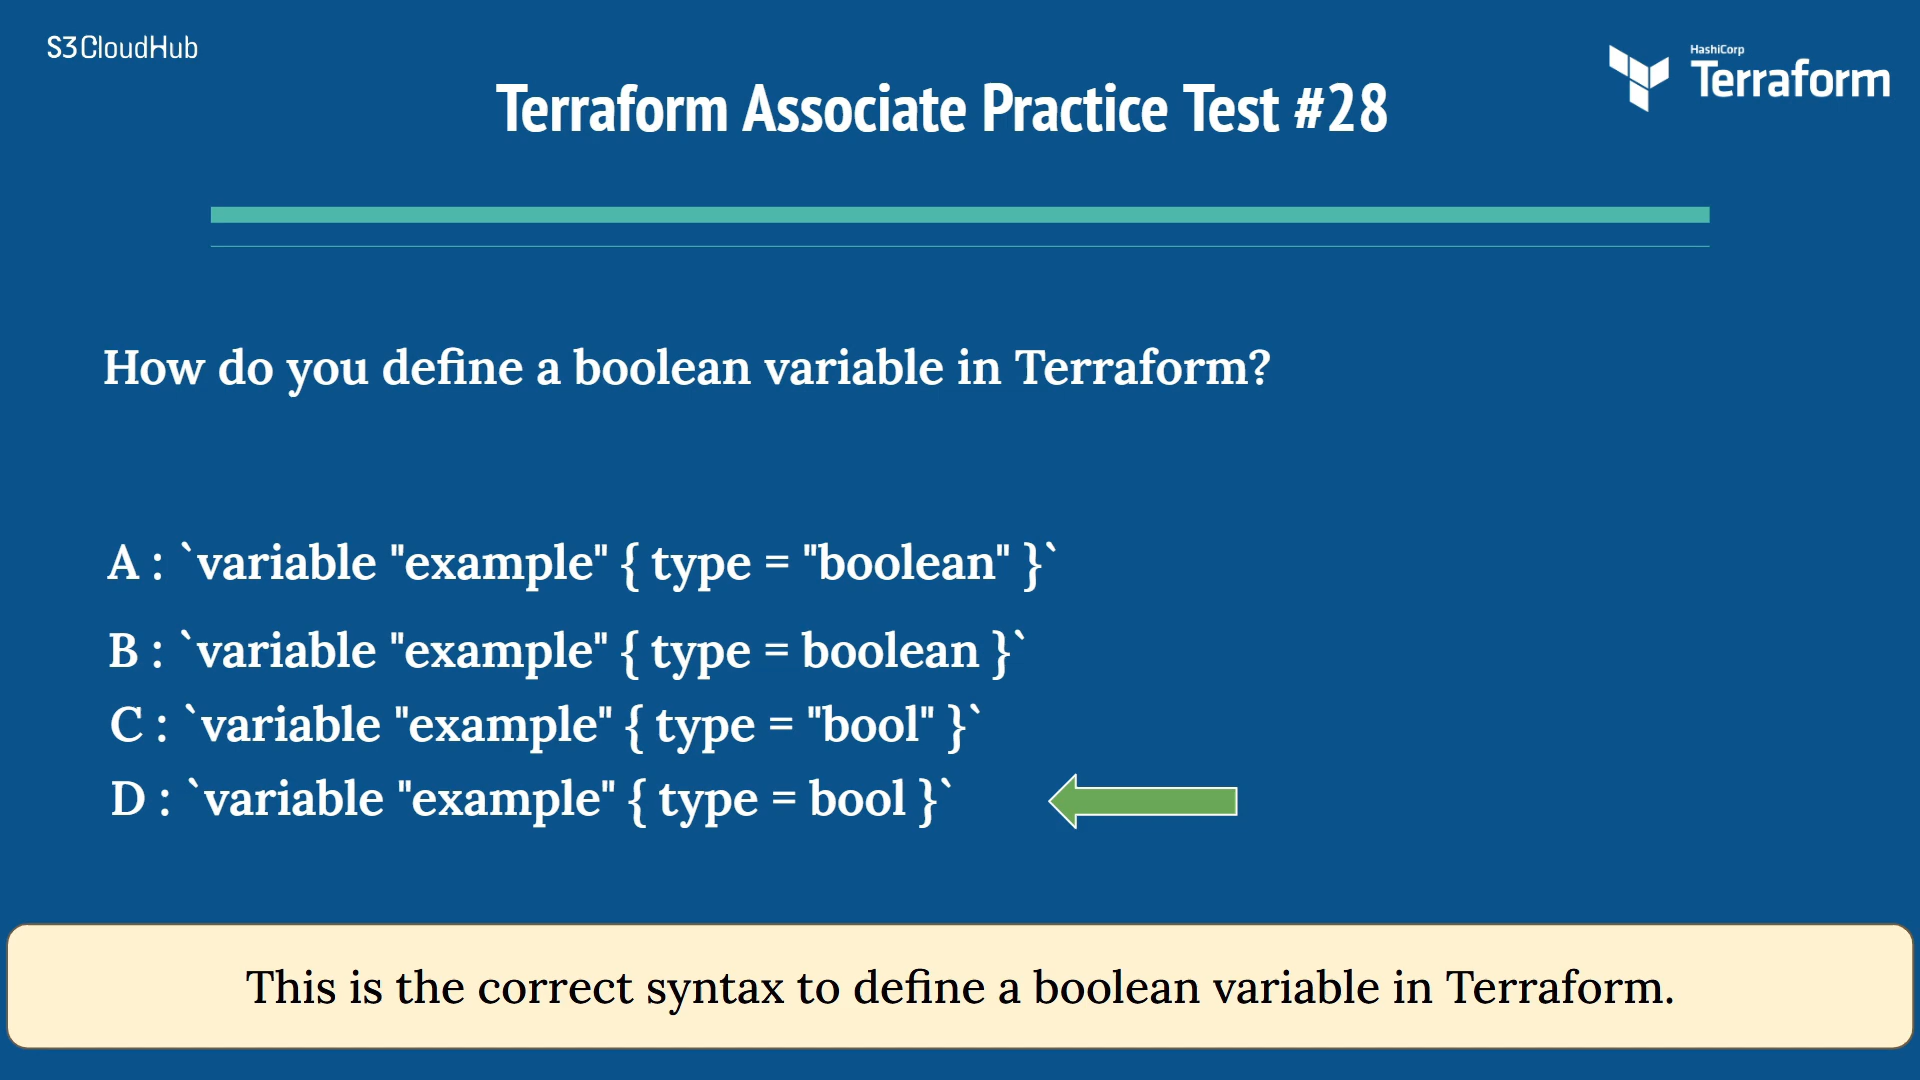 S3CloudHub
HashiCorp
Terraform
Terraform Associate Practice Test #28
How do you define a boolean variable in Terraform?
A : `variable "example" { type = "boolean" }`
B : `variable "example" { type = boolean }`
C : `variable "example" { type = "bool" }`
D : `variable "example" { type = bool }`
This is the correct syntax to define a boolean variable in Terraform.